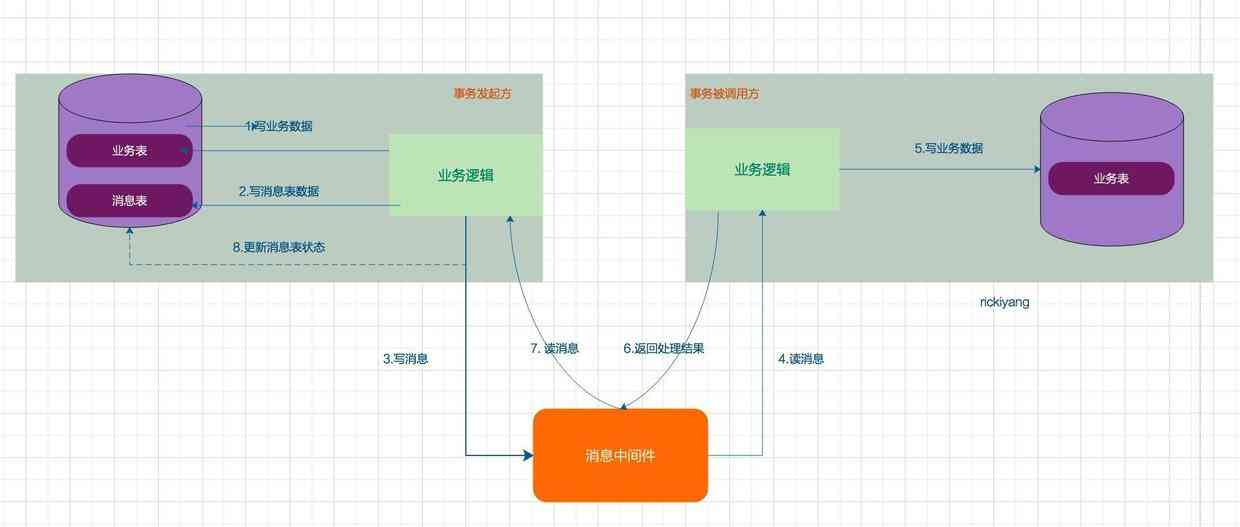 事务发起方
事务被调用方
1.写业务数据
业务表
业务逻辑
2.写消息表数据
消息表
8.更新消息表状态
业务逻辑
5.写业务数据
业务表
rickiyang
3.写消息
7. 读消息
6.返回处理结果
4.读消息
消息中间件